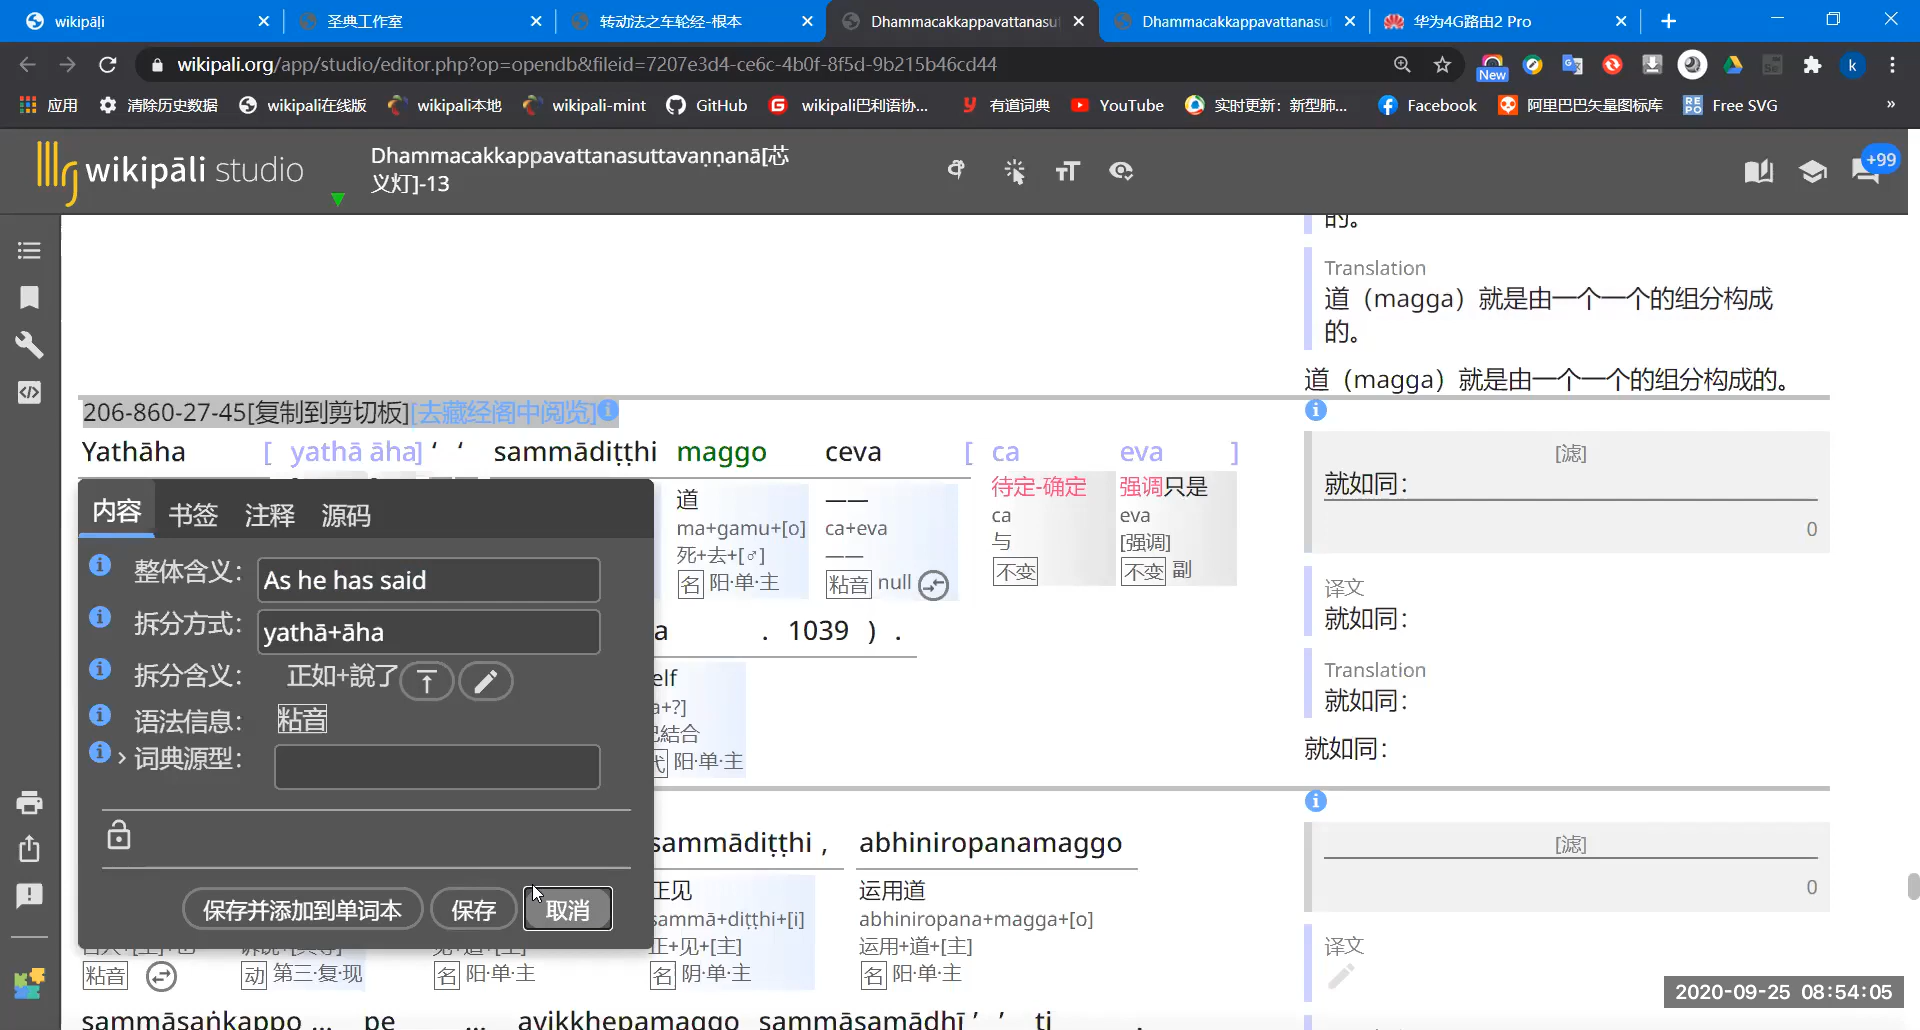 wikipāḷi
圣典工作室
转动法之车轮经-根本
Dhammacakkappavattanasu
Dhammacakkappavattanasu
华为4G路由2 Pro
wikipali.org/app/studio/editor.php?op=opendb&fileid=7207e3d4-ce6c-4b0f-8f5d-9b215b46cd44
New
k
应用
清除历史数据
wikipali在线版
wikipali本地
wikipali-mint
GitHub
wikipali巴利语协...
有道词典
YouTube
实时更新：新型肺...
Facebook
阿里巴巴矢量图标库
REPO
Free SVG
»
wikipāli studio
Dhammacakkappavattanasuttavaṇṇanā[芯
义灯]-13
+99
的。
Translation
道（magga）就是由一个一个的组分构成
的。
道（magga）就是由一个一个的组分构成的。
206-860-27-45[复制到剪切板][去藏经阁中阅览]
Yathāha [ yathā āha] ‘ ‘ sammādiṭṭhi maggo ceva [ ca eva ]
道
ma+gamu+[o]
死+去+[♂]
名 阳·单·主
——
ca+eva
——
粘音 null
待定-确定
ca
与
不变
强调只是
eva
[强调]
不变 副
[滤]
就如同：
0
译文
就如同：
Translation
就如同：
就如同：
内容 书签 注释 源码
整体含义： As he has said
拆分方式： yathā+āha
拆分含义： 正如+說了
语法信息： 粘音
词典源型：
保存并添加到单词本 保存 取消
a . 1039 ) .
elf
a+?]
结合
阳·单·主
sammādiṭṭhi , abhiniropanamaggo
正见
sammā+diṭṭhi+[i]
正+见+[主]
名 阴·单·主
运用道
abhiniropana+magga+[o]
运用+道+[主]
名 阳·单·主
粘音
动 第三·复·现
名 阳·单·主
[滤]
0
译文
sammāsaṅkappo ... pe ... avikkhepamaggo sammāsamādhī ’ ’ ti .
2020-09-25 08:54:05